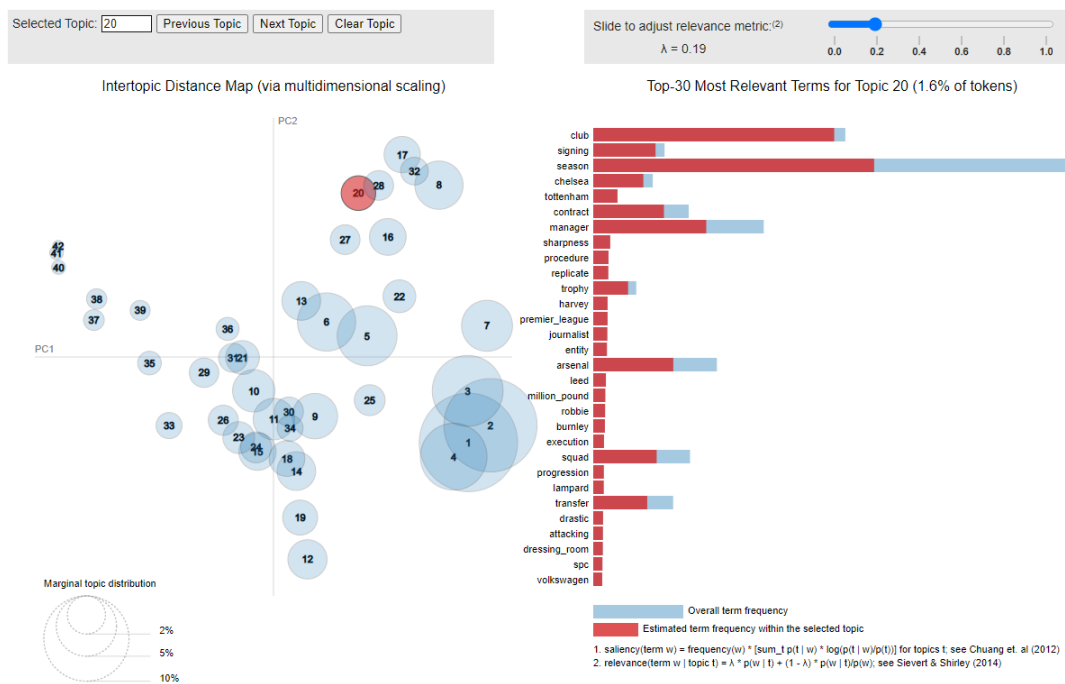 Selected Topic: 20 Previous Topic Next Topic Clear Topic
Slide to adjust relevance metric:(2)
λ = 0.19
0.0 0.2 0.4 0.6 0.8 1.0
Intertopic Distance Map (via multidimensional scaling)
PC2
PC1
17
32
8
28
20
27
16
42
41
40
38
37
39
13
22
6
5
7
36
31
21
35
29
10
3
25
33
26
11
30
9
34
2
1
4
23
24
15
18
14
19
12
Marginal topic distribution
2%
5%
10%
Top-30 Most Relevant Terms for Topic 20 (1.6% of tokens)
club
signing
season
chelsea
tottenham
contract
manager
sharpness
procedure
replicate
trophy
harvey
premier_league
journalist
entity
arsenal
leed
million_pound
robbie
burnley
execution
squad
progression
lampard
transfer
drastic
attacking
dressing_room
spc
volkswagen
Overall term frequency
Estimated term frequency within the selected topic
1. saliency(term w) = frequency(w) * [sum_t p(t | w) * log(p(t | w)/p(t))] for topics t; see Chuang et. al (2012)
2. relevance(term w | topic t) = λ * p(w | t) + (1 - λ) * p(w | t)/p(w); see Sievert & Shirley (2014)